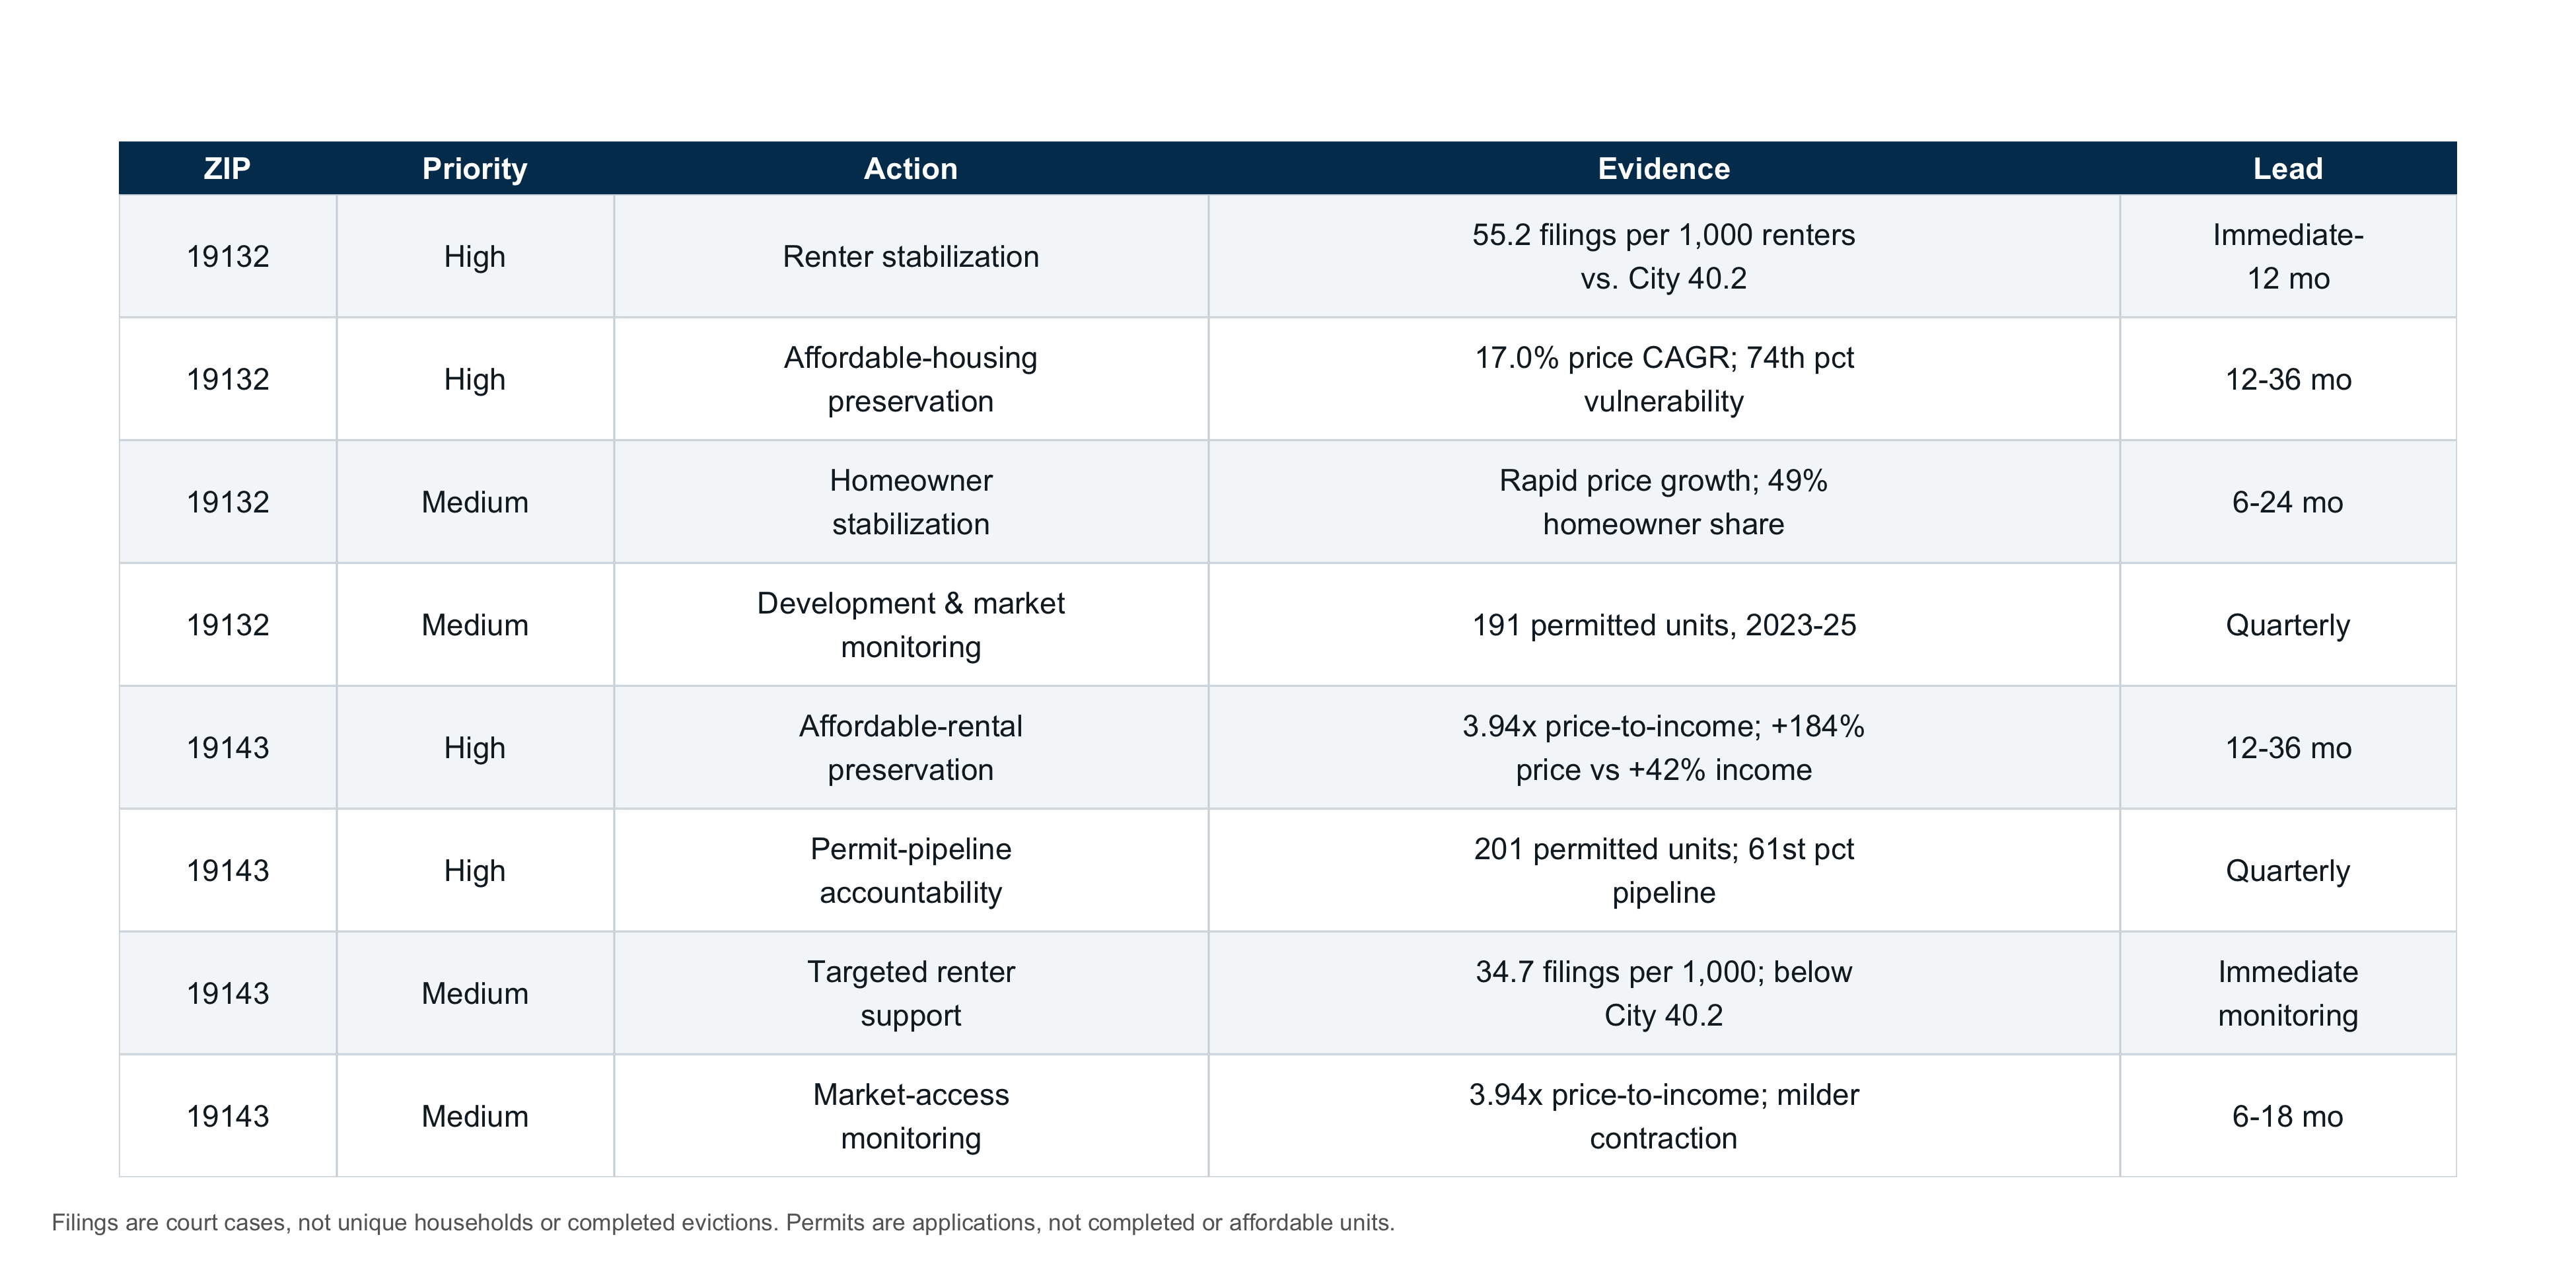 ZIP Priority Action Evidence Lead
19132 High Renter stabilization 55.2 filings per 1,000 renters
vs. City 40.2 Immediate-
12 mo
19132 High Affordable-housing
preservation 17.0% price CAGR; 74th pct
vulnerability 12-36 mo
19132 Medium Homeowner
stabilization Rapid price growth; 49%
homeowner share 6-24 mo
19132 Medium Development & market
monitoring 191 permitted units, 2023-25 Quarterly
19143 High Affordable-rental
preservation 3.94x price-to-income; +184%
price vs +42% income 12-36 mo
19143 High Permit-pipeline
accountability 201 permitted units; 61st pct
pipeline Quarterly
19143 Medium Targeted renter
support 34.7 filings per 1,000; below
City 40.2 Immediate
monitoring
19143 Medium Market-access
monitoring 3.94x price-to-income; milder
contraction 6-18 mo
Filings are court cases, not unique households or completed evictions. Permits are applications, not completed or affordable units.